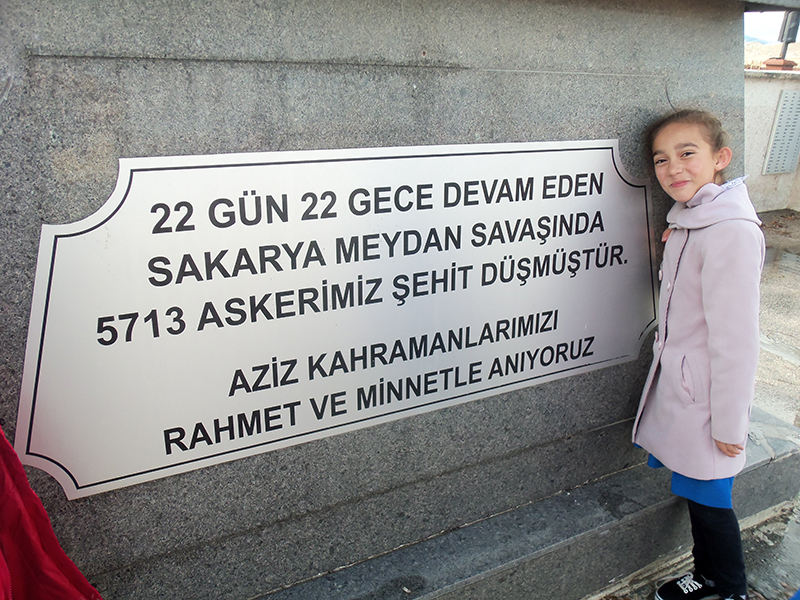 22 GÜN 22 GECE DEVAM EDEN
SAKARYA MEYDAN SAVAŞINDA
5713 ASKERİMİZ ŞEHİT DÜŞMÜŞTÜR.
AZİZ KAHRAMANLARIMIZI
RAHMET VE MİNNETLE ANIYORUZ